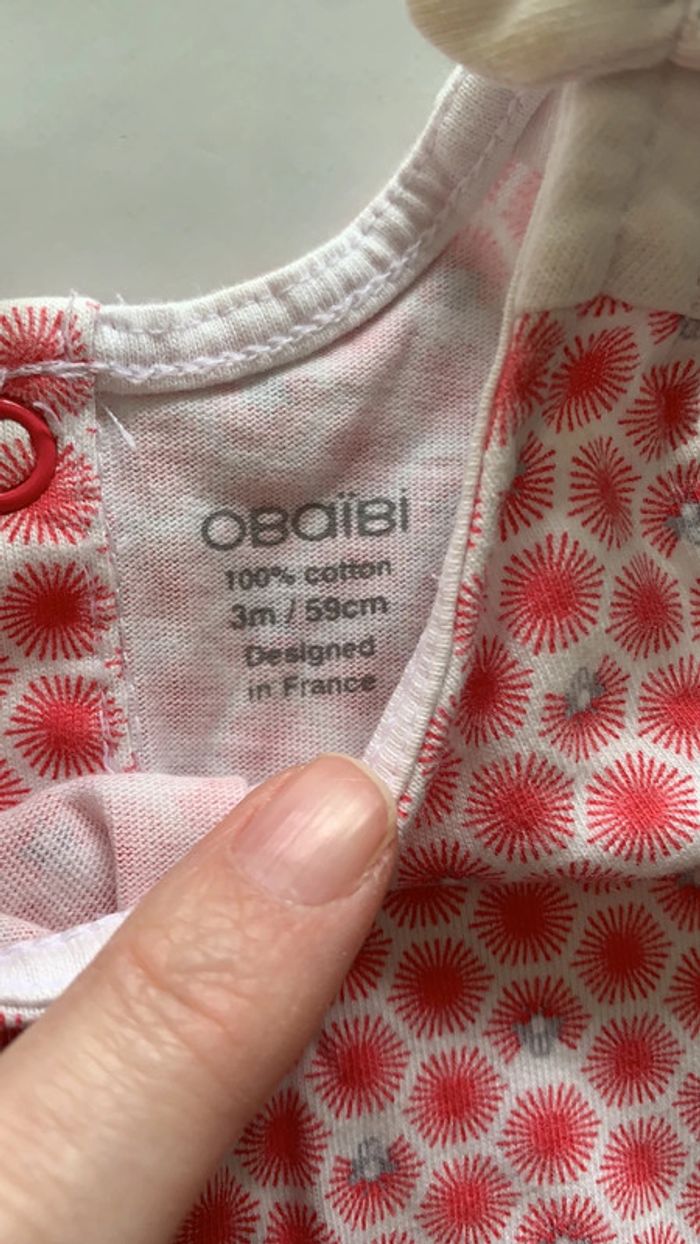 OBaïBi
100% cotton
3m / 59cm
Designed
in France